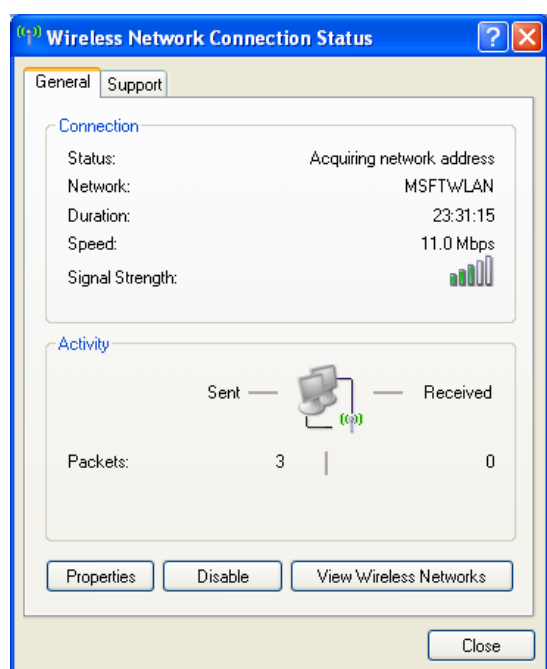 Wireless Network Connection Status
General Support
Connection
Status: Acquiring network address
Network: MSFTWLAN
Duration: 23:31:15
Speed: 11.0 Mbps
Signal Strength:
Activity
Sent Received
Packets: 3 0
Properties Disable View Wireless Networks
Close